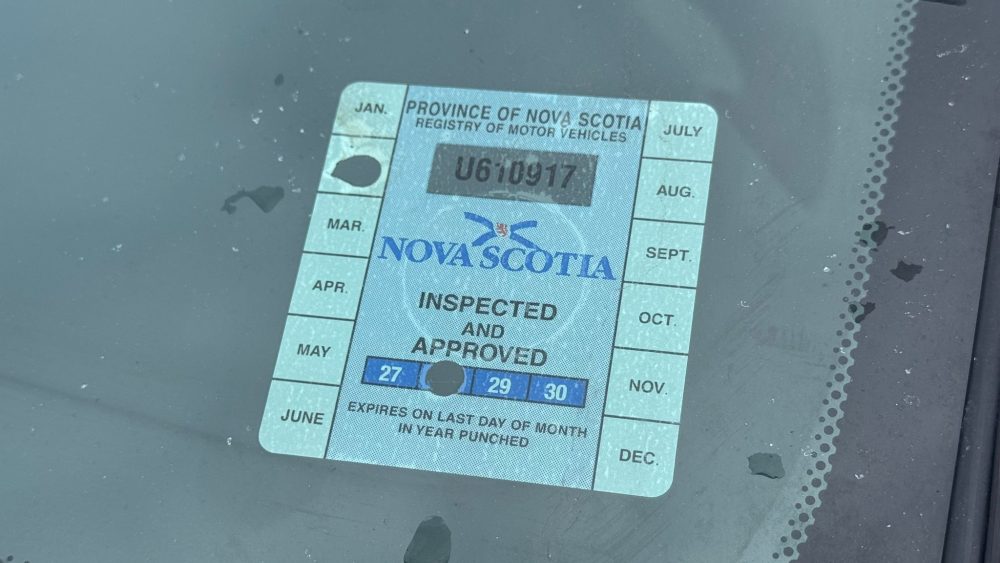 PROVINCE OF NOVA SCOTIA
REGISTRY OF MOTOR VEHICLES
U610917
NOVA SCOTIA
INSPECTED
AND
APPROVED
27 29 30
EXPIRES ON LAST DAY OF MONTH
IN YEAR PUNCHED
JAN.
MAR.
APR.
MAY
JUNE
JULY
AUG.
SEPT.
OCT.
NOV.
DEC.